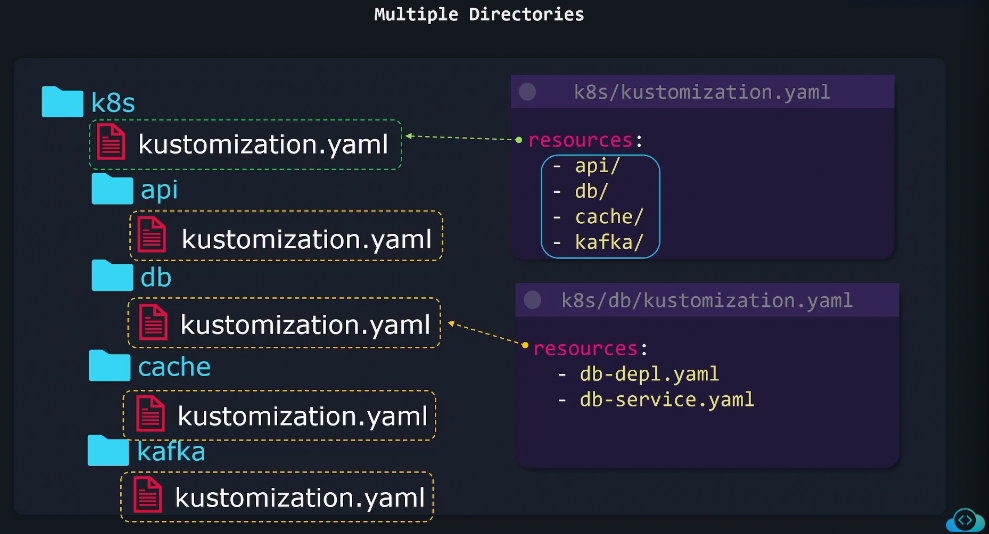 Multiple Directories
k8s
kustomization.yaml
api
kustomization.yaml
db
kustomization.yaml
cache
kustomization.yaml
kafka
kustomization.yaml
k8s/kustomization.yaml
resources:
- api/
- db/
- cache/
- kafka/
k8s/db/kustomization.yaml
resources:
- db-depl.yaml
- db-service.yaml